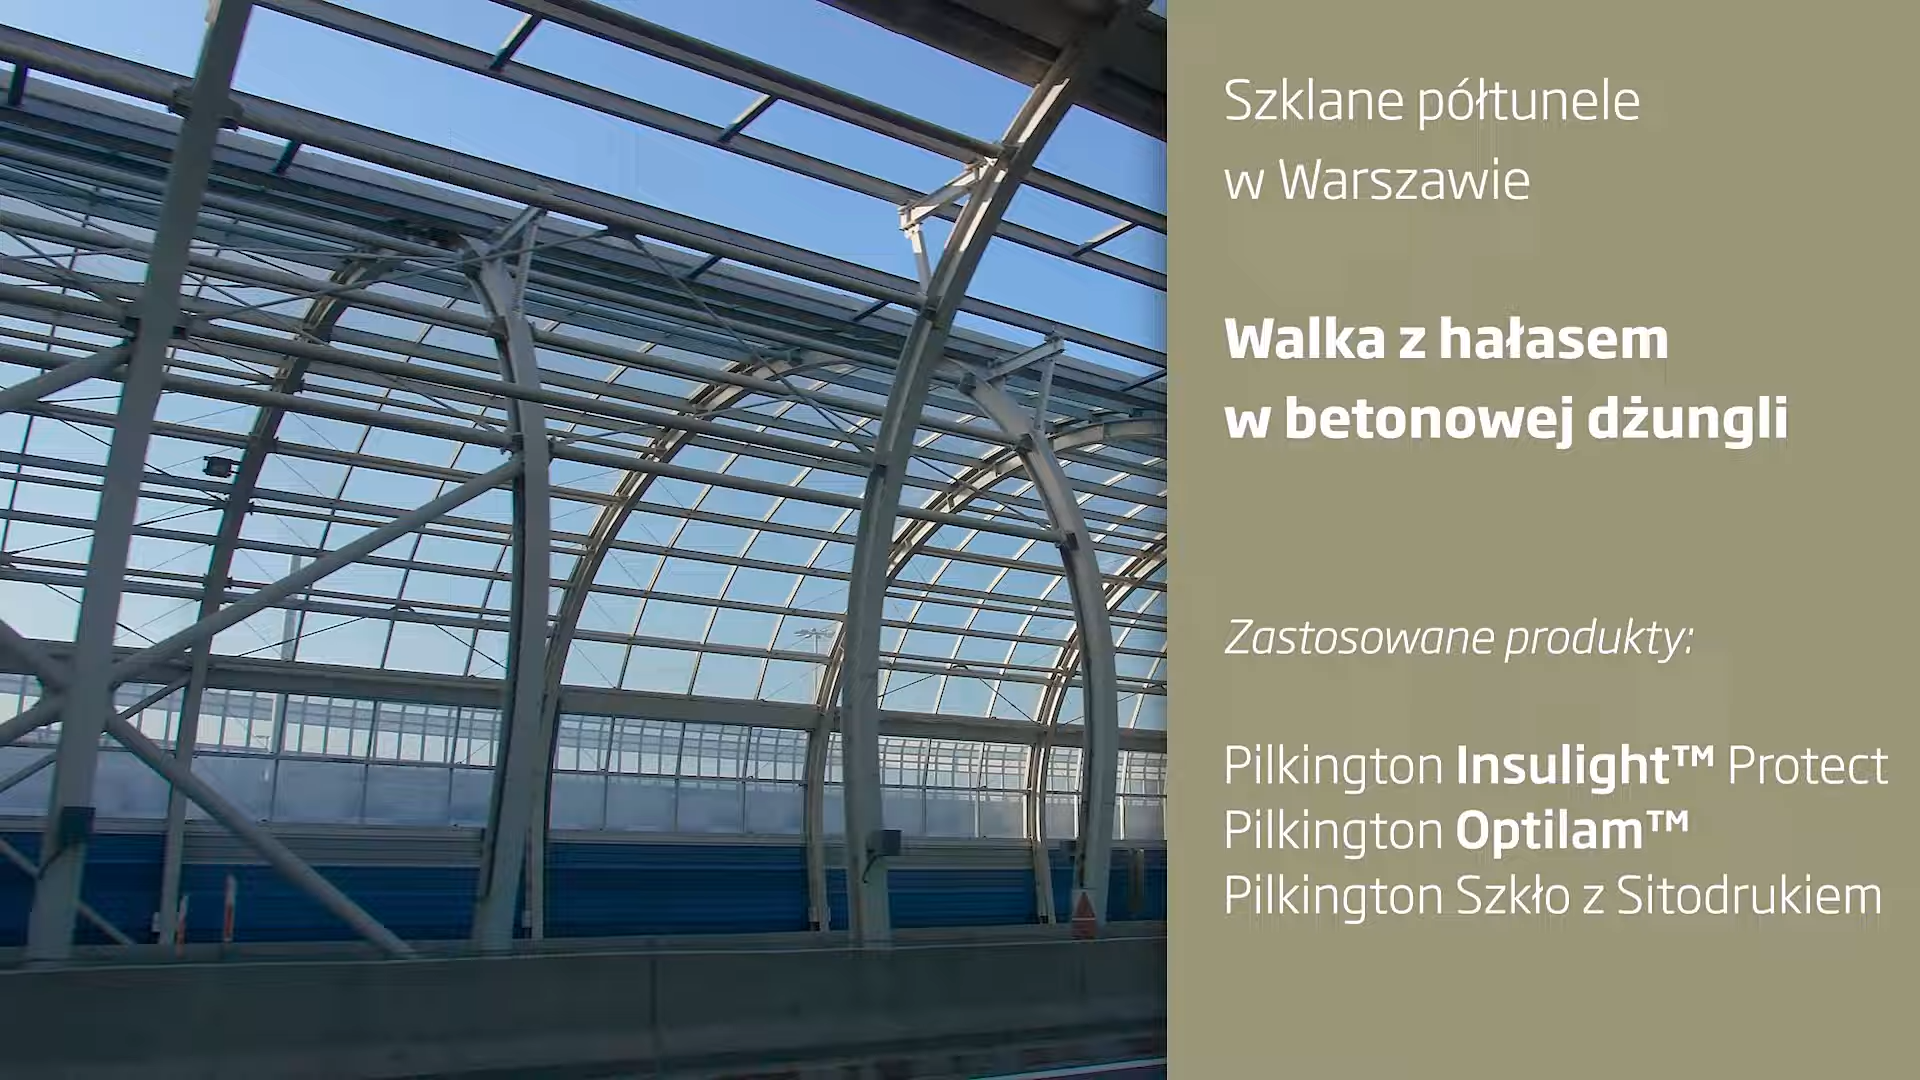 Szklane półtunele
w Warszawie
Walka z hałasem
w betonowej dżungli
Zastosowane produkty:
Pilkington Insulight™ Protect
Pilkington Optilam™
Pilkington Szkło z Sitodrukiem